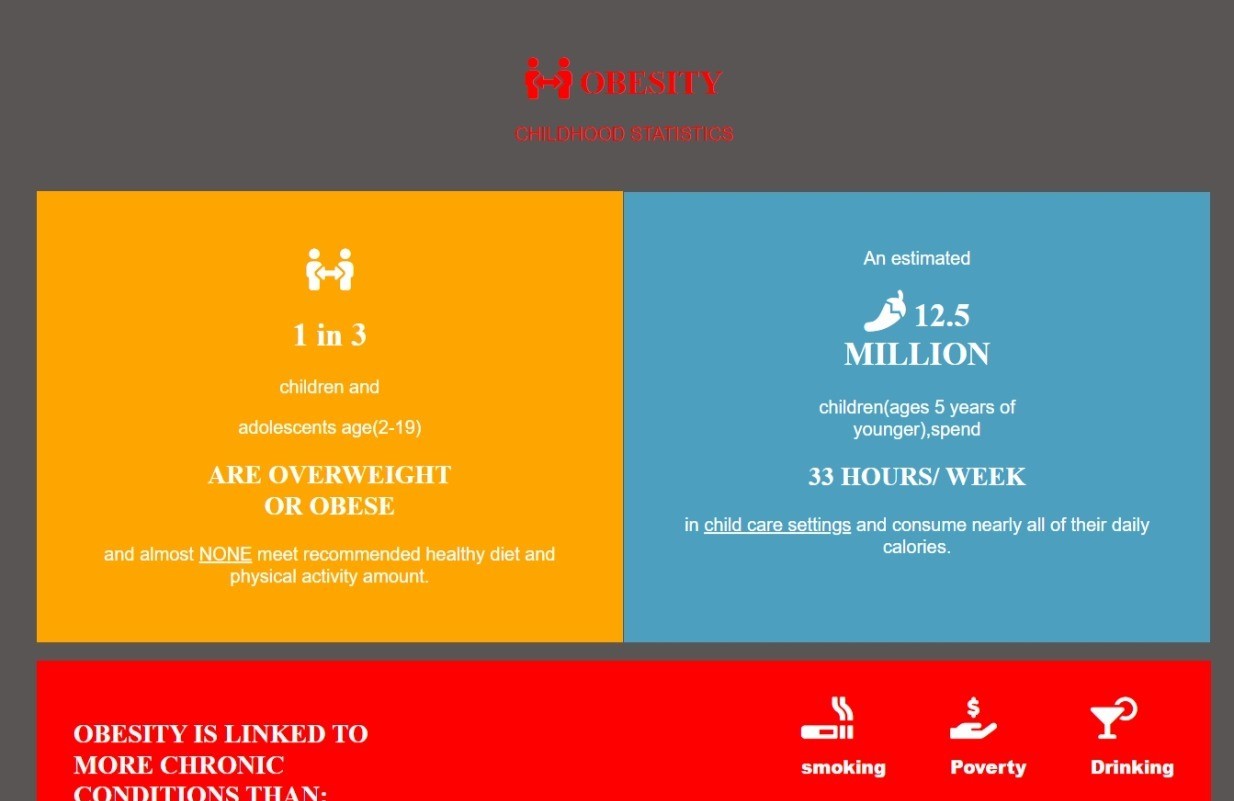 OBESITY
CHILDHOOD STATISTICS
1 in 3
children and
adolescents age(2-19)
ARE OVERWEIGHT
OR OBESE
and almost NONE meet recommended healthy diet and
physical activity amount.
An estimated
12.5
MILLION
children(ages 5 years of
younger),spend
33 HOURS/ WEEK
in child care settings and consume nearly all of their daily
calories.
OBESITY IS LINKED TO
MORE CHRONIC
CONDITIONS THAN:
smoking
Poverty
Drinking